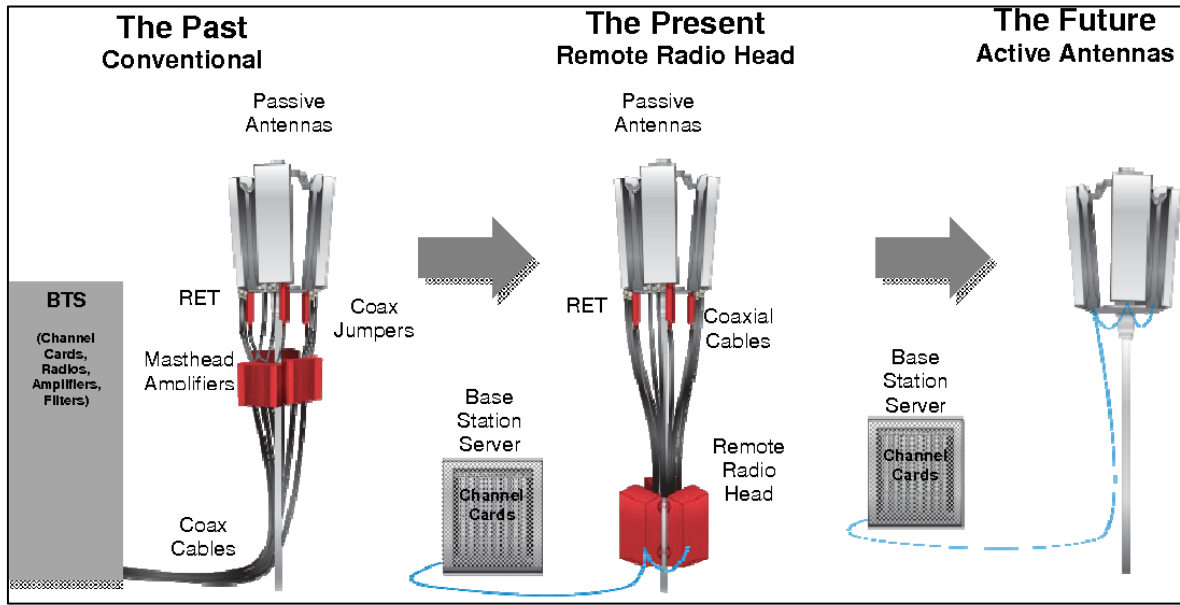 The Past
Conventional
Passive
Antennas
BTS
(Channel
Cards,
Radios,
Amplifiers,
Filters)
RET
Coax
Jumpers
Masthead
Amplifiers
Coax
Cables
The Present
Remote Radio Head
Passive
Antennas
RET
Coaxial
Cables
Base
Station
Server
Channel
Cards
Remote
Radio
Head
The Future
Active Antennas
Base
Station
Server
Channel
Cards